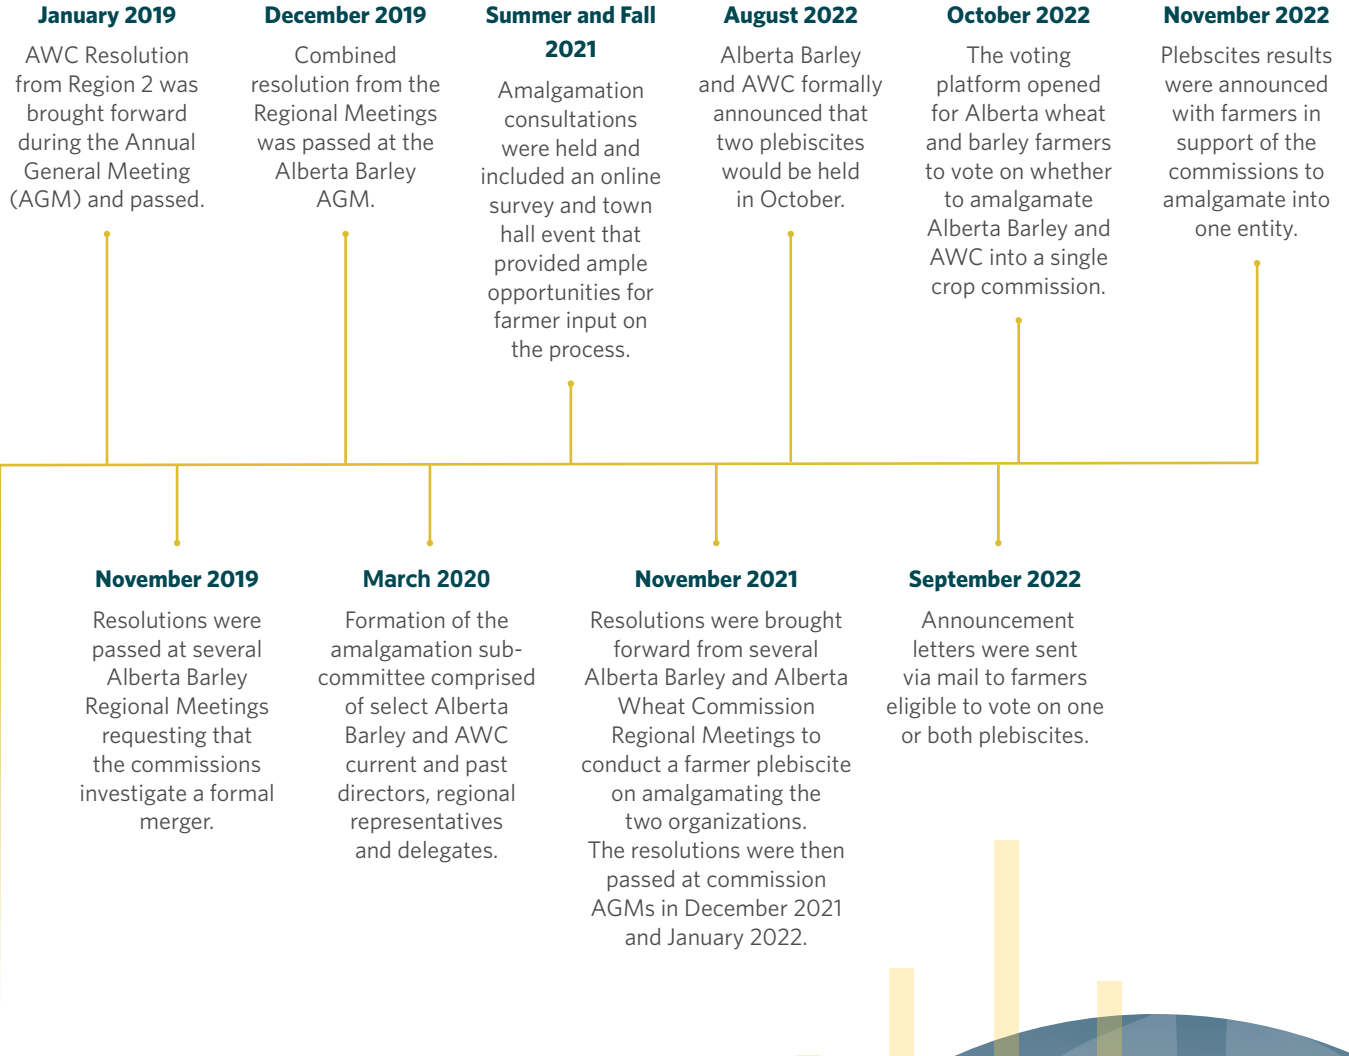 January 2019
AWC Resolution
from Region 2 was
brought forward
during the Annual
General Meeting
(AGM) and passed.
December 2019
Combined
resolution from the
Regional Meetings
was passed at the
Alberta Barley
AGM.
Summer and Fall
2021
Amalgamation
consultations
were held and
included an online
survey and town
hall event that
provided ample
opportunities for
farmer input on
the process.
August 2022
Alberta Barley
and AWC formally
announced that
two plebiscites
would be held
in October.
October 2022
The voting
platform opened
for Alberta wheat
and barley farmers
to vote on whether
to amalgamate
Alberta Barley and
AWC into a single
crop commission.
November 2022
Plebscites results
were announced
with farmers in
support of the
commissions to
amalgamate into
one entity.
November 2019
Resolutions were
passed at several
Alberta Barley
Regional Meetings
requesting that
the commissions
investigate a formal
merger.
March 2020
Formation of the
amalgamation sub-
committee comprised
of select Alberta
Barley and AWC
current and past
directors, regional
representatives
and delegates.
November 2021
Resolutions were brought
forward from several
Alberta Barley and Alberta
Wheat Commission
Regional Meetings to
conduct a farmer plebiscite
on amalgamating the
two organizations.
The resolutions were then
passed at commission
AGMs in December 2021
and January 2022.
September 2022
Announcement
letters were sent
via mail to farmers
eligible to vote on one
or both plebiscites.